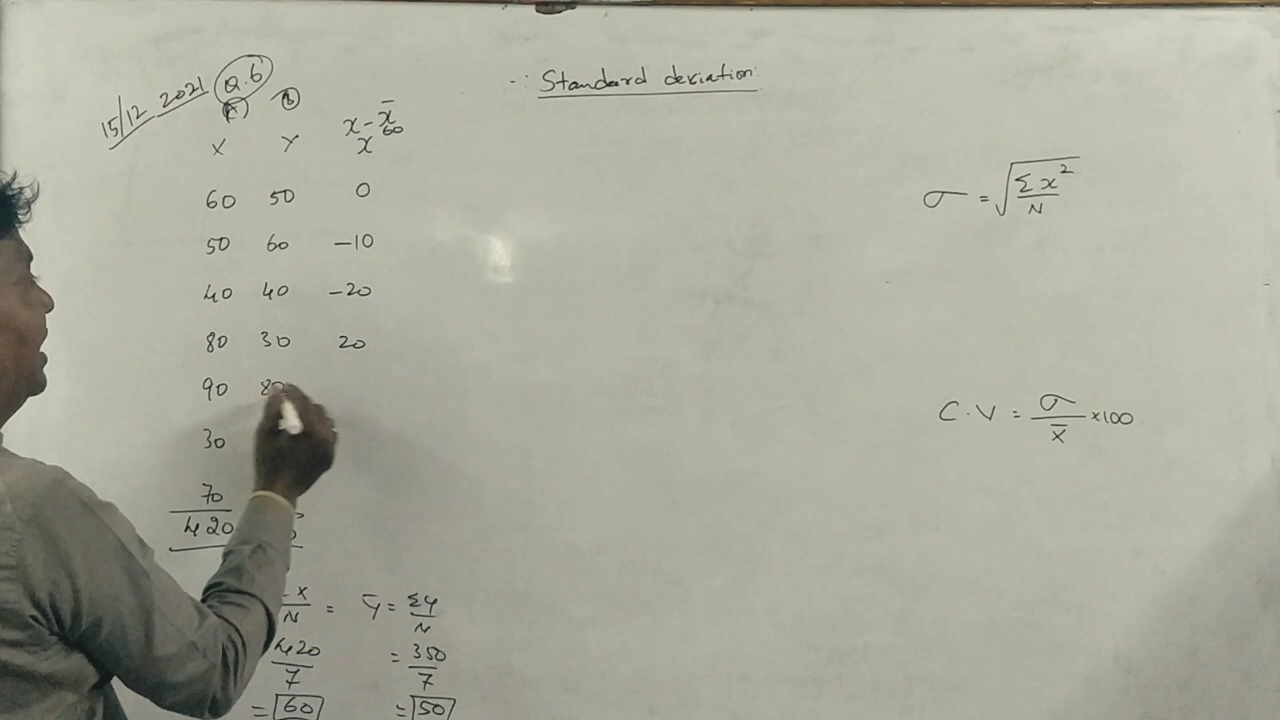 ∴ Standard deviation:
15/12 2021 Q.6
(A) (b)
X Y x-x̄ 60
x
60 50 0
50 60 -10
40 40 -20
80 30 20
90 80
30
70
420
σ = √Σx²/N
C.V = σ/x̄ ×100
X/N = ȳ = Σy/N
420/7 = 350/7
= 60 = 50